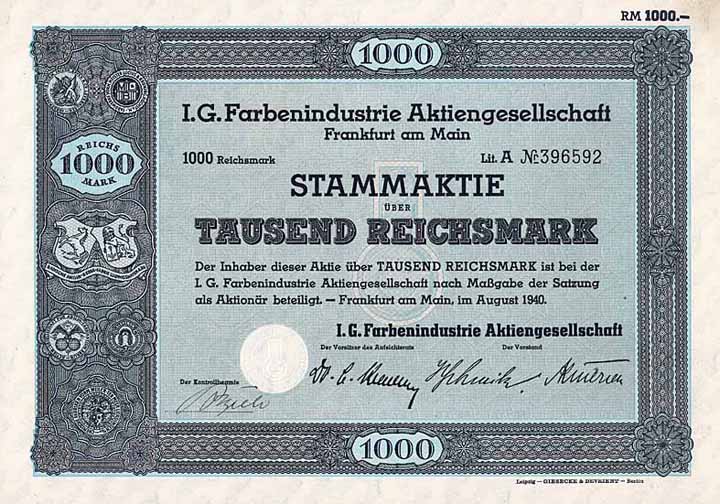 RM 1000.–
1000
I.G. Farbenindustrie Aktiengesellschaft
Frankfurt am Main
REICHS
1000
MARK
1000 Reichsmark
Lit. A № 396592
STAMMAKTIE
ÜBER
TAUSEND REICHSMARK
Der Inhaber dieser Aktie über TAUSEND REICHSMARK ist bei der
I. G. Farbenindustrie Aktiengesellschaft nach Maßgabe der Satzung
als Aktionär beteiligt. – Frankfurt am Main, im August 1940.
I. G. Farbenindustrie Aktiengesellschaft
Der Vorsitzer des Aufsichtsrats
Der Vorstand
Der Kontrollbeamte
1000
Leipzig – GIESECKE & DEVRIENT – Berlin